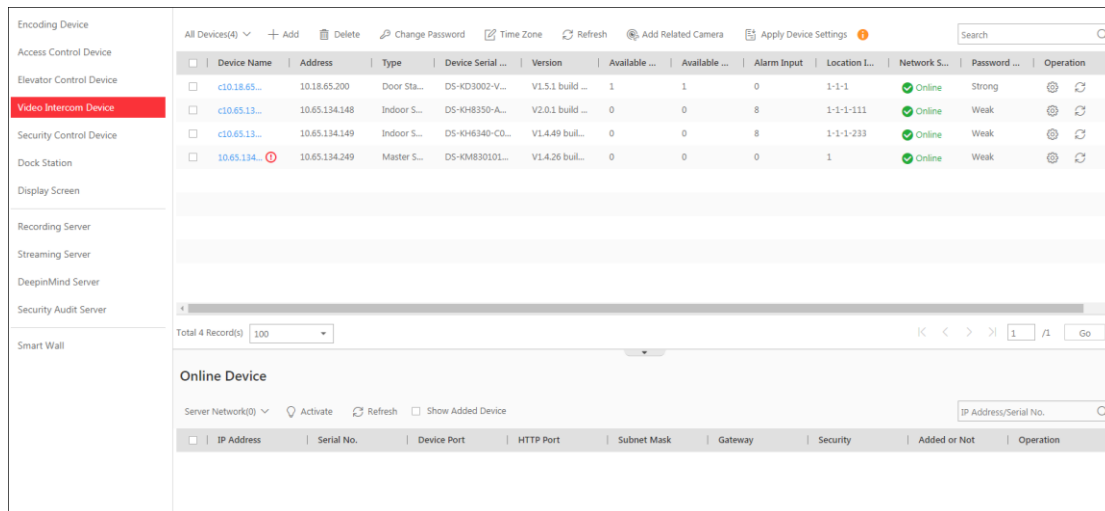 Encoding Device
Access Control Device
Elevator Control Device
Video Intercom Device
Security Control Device
Dock Station
Display Screen
Recording Server
Streaming Server
DeepinMind Server
Security Audit Server
Smart Wall
All Devices(4) Add Delete Change Password Time Zone Refresh Add Related Camera Apply Device Settings Search
Device Name Address Type Device Serial ... Version Available ... Available ... Alarm Input Location I... Network S... Password ... Operation
c10.18.65... 10.18.65.200 Door Sta... DS-KD3002-V... V1.5.1 build ... 1 1 0 1-1-1 Online Strong
c10.65.13... 10.65.134.148 Indoor S... DS-KH8350-A... V2.0.1 build ... 0 0 8 1-1-1-111 Online Weak
c10.65.13... 10.65.134.149 Indoor S... DS-KH6340-C0... V1.4.49 buil... 0 0 8 1-1-1-233 Online Weak
10.65.134... 10.65.134.249 Master S... DS-KM830101... V1.4.26 buil... 0 0 0 1 Online Weak
Total 4 Record(s) 100 1 /1 Go
Online Device
Server Network(0) Activate Refresh Show Added Device IP Address/Serial No.
IP Address Serial No. Device Port HTTP Port Subnet Mask Gateway Security Added or Not Operation